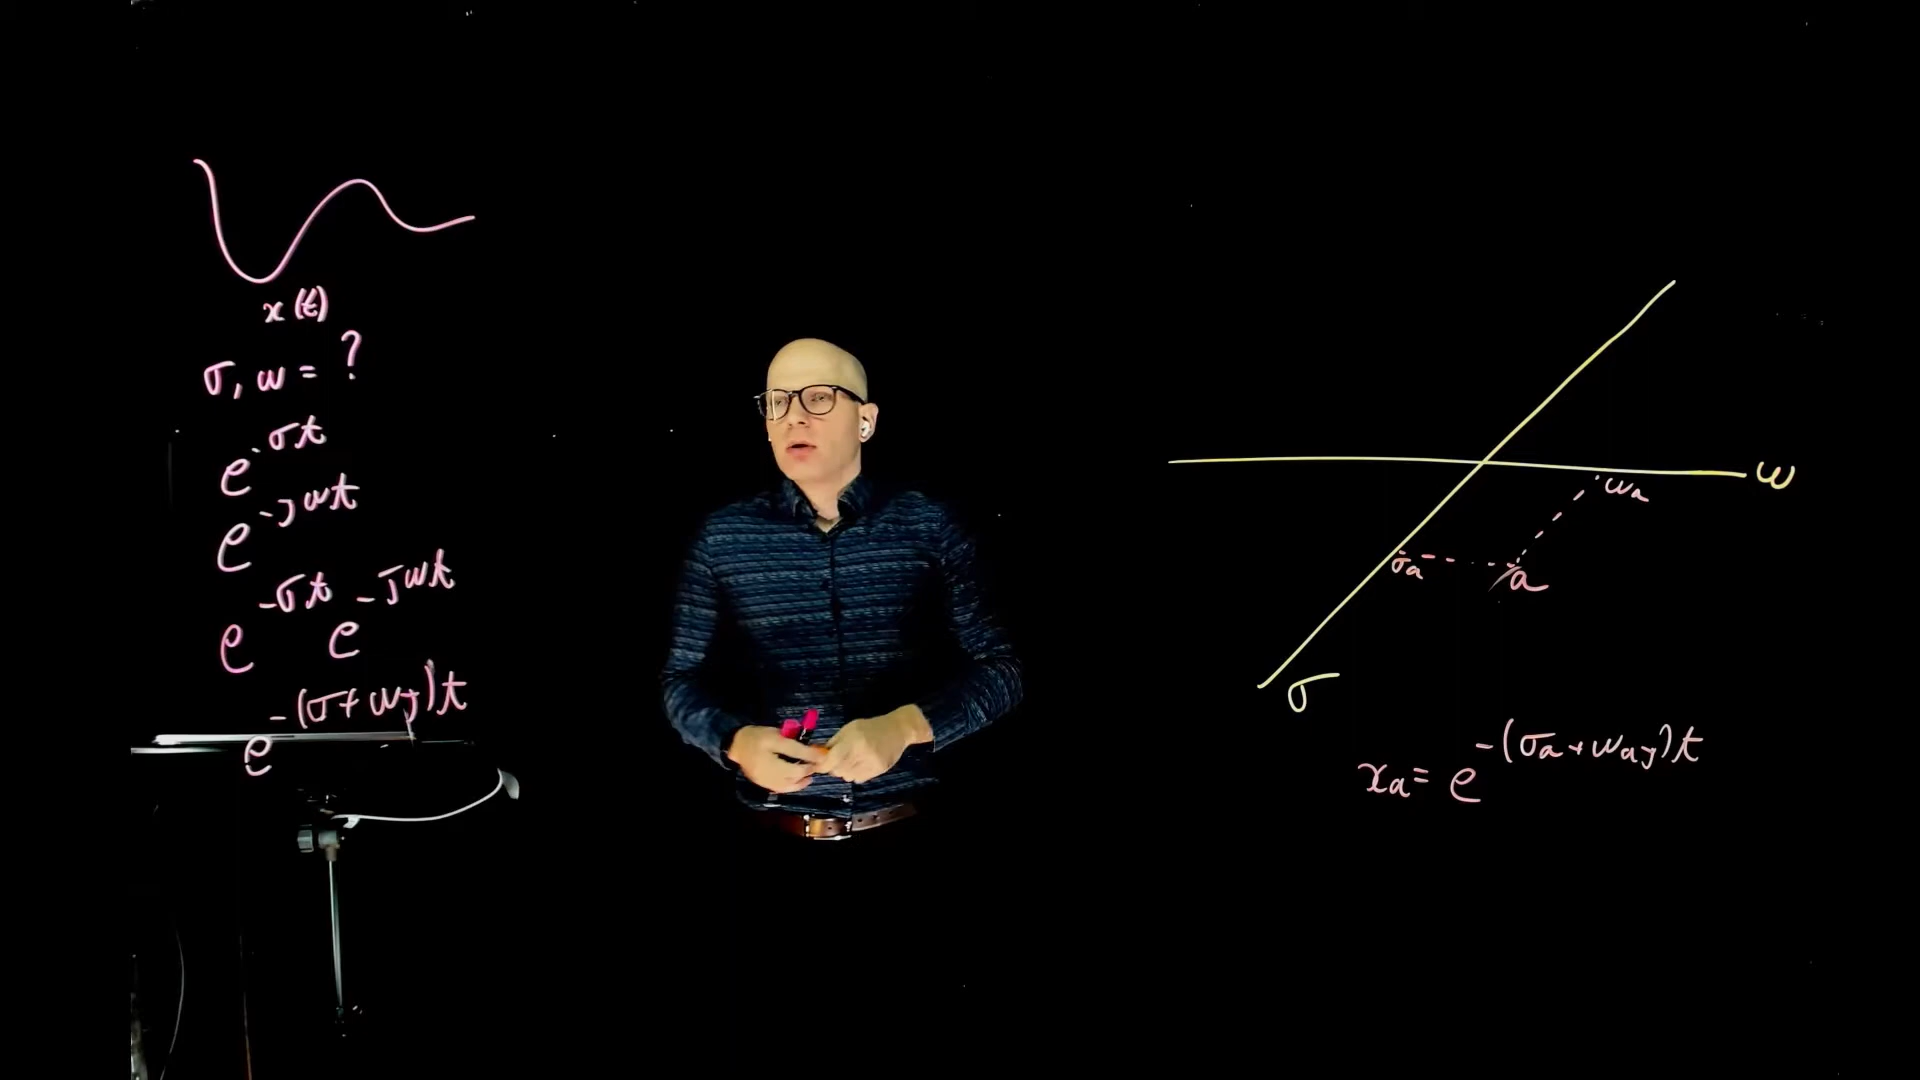 x(t)
σ, ω = ?
e^-σt
e^-jωt
e^-σt e^-jωt
e^-(σ+ωj)t
ω
ωa
σa
a
σ
xa = e^-(σa+ωaj)t